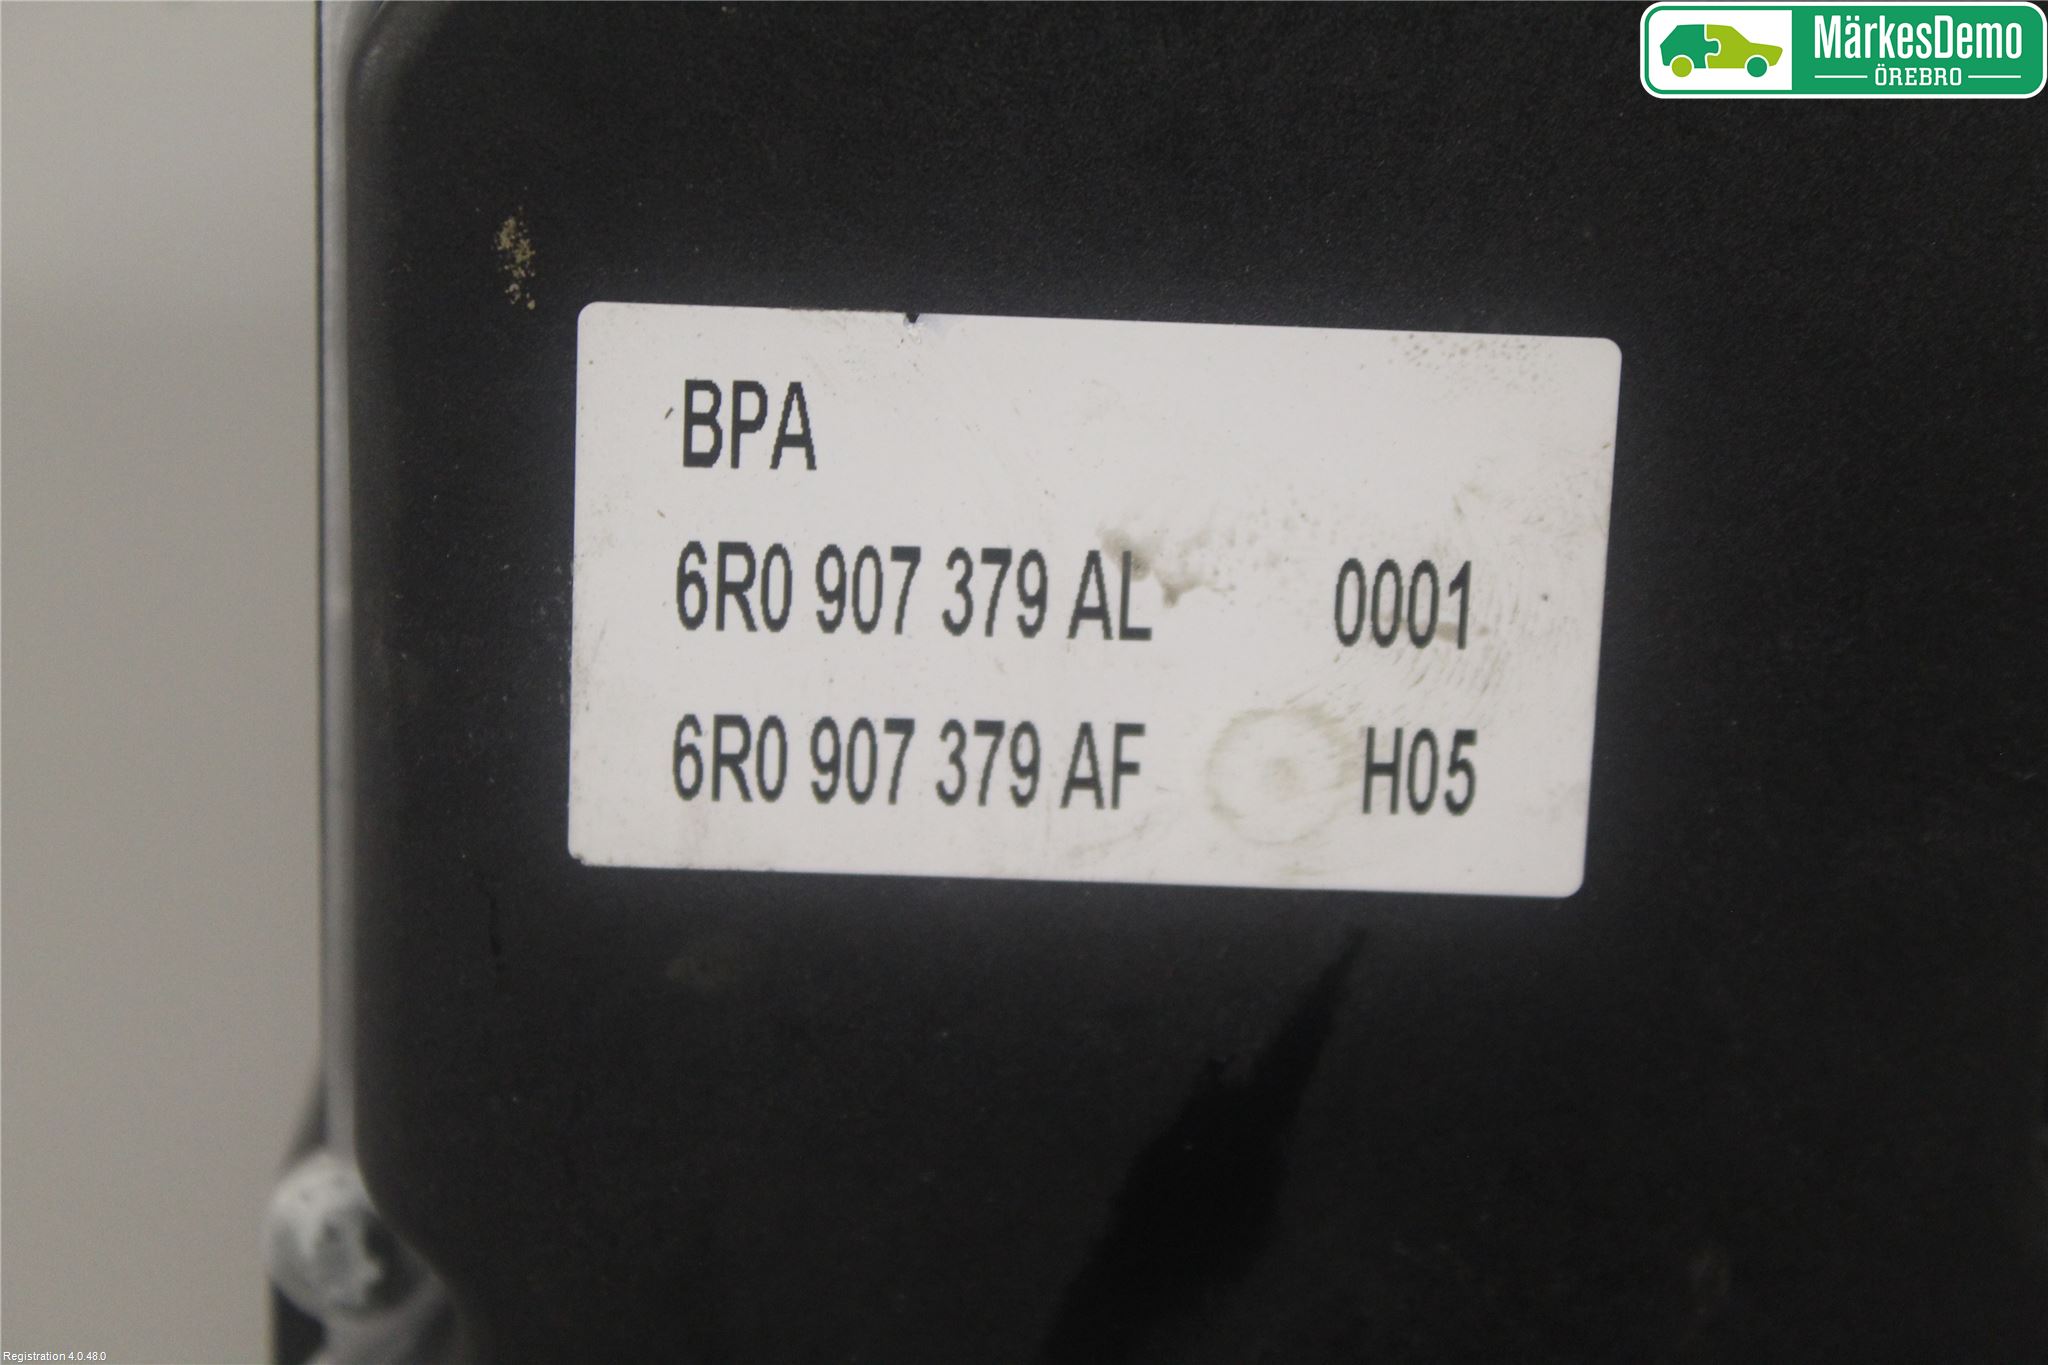 MärkesDemo
ÖREBRO
BPA
6R0 907 379 AL 0001
6R0 907 379 AF H05
Registration 4.0.48.0